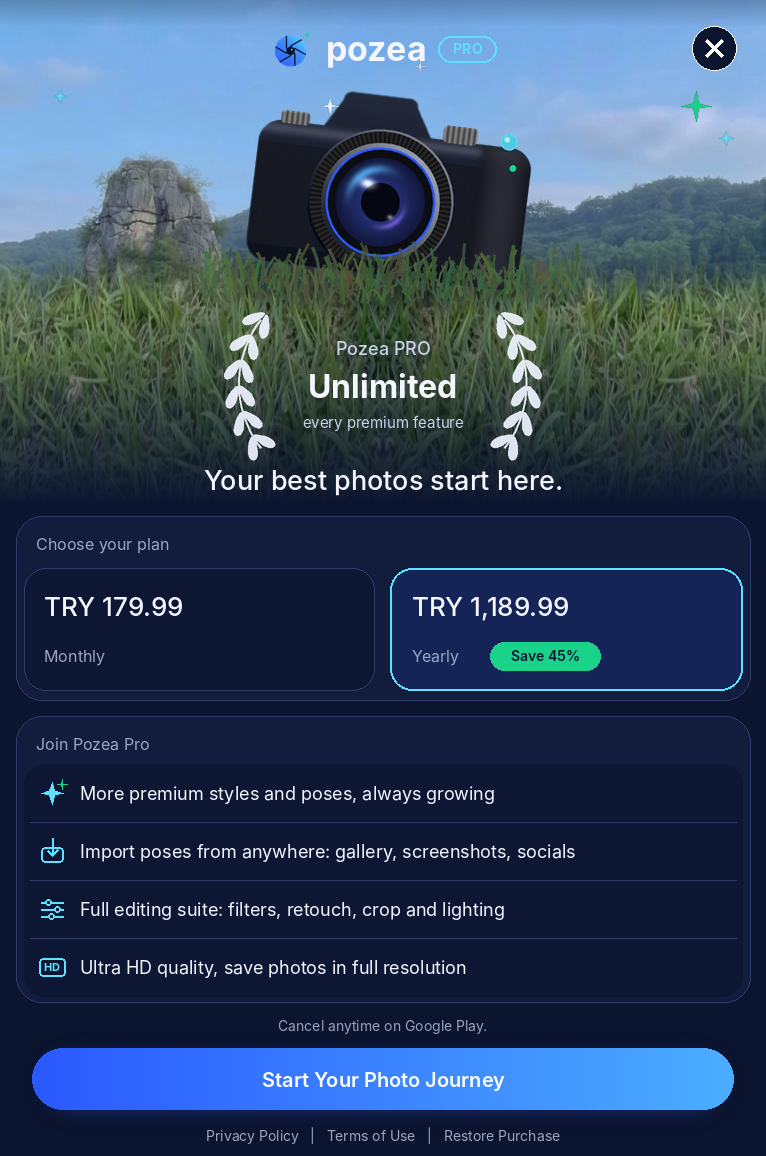 pozea PRO
Pozea PRO
Unlimited
every premium feature
Your best photos start here.
Choose your plan
TRY 179.99
Monthly
TRY 1,189.99
Yearly Save 45%
Join Pozea Pro
More premium styles and poses, always growing
Import poses from anywhere: gallery, screenshots, socials
Full editing suite: filters, retouch, crop and lighting
HD Ultra HD quality, save photos in full resolution
Cancel anytime on Google Play.
Start Your Photo Journey
Privacy Policy | Terms of Use | Restore Purchase